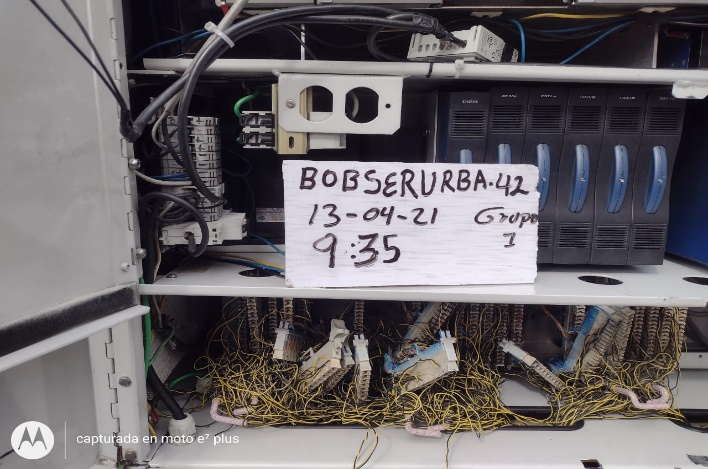 BOBSERURBA.42
13-04-21 Grupo
9:35 1
capturada en moto e⁷ plus